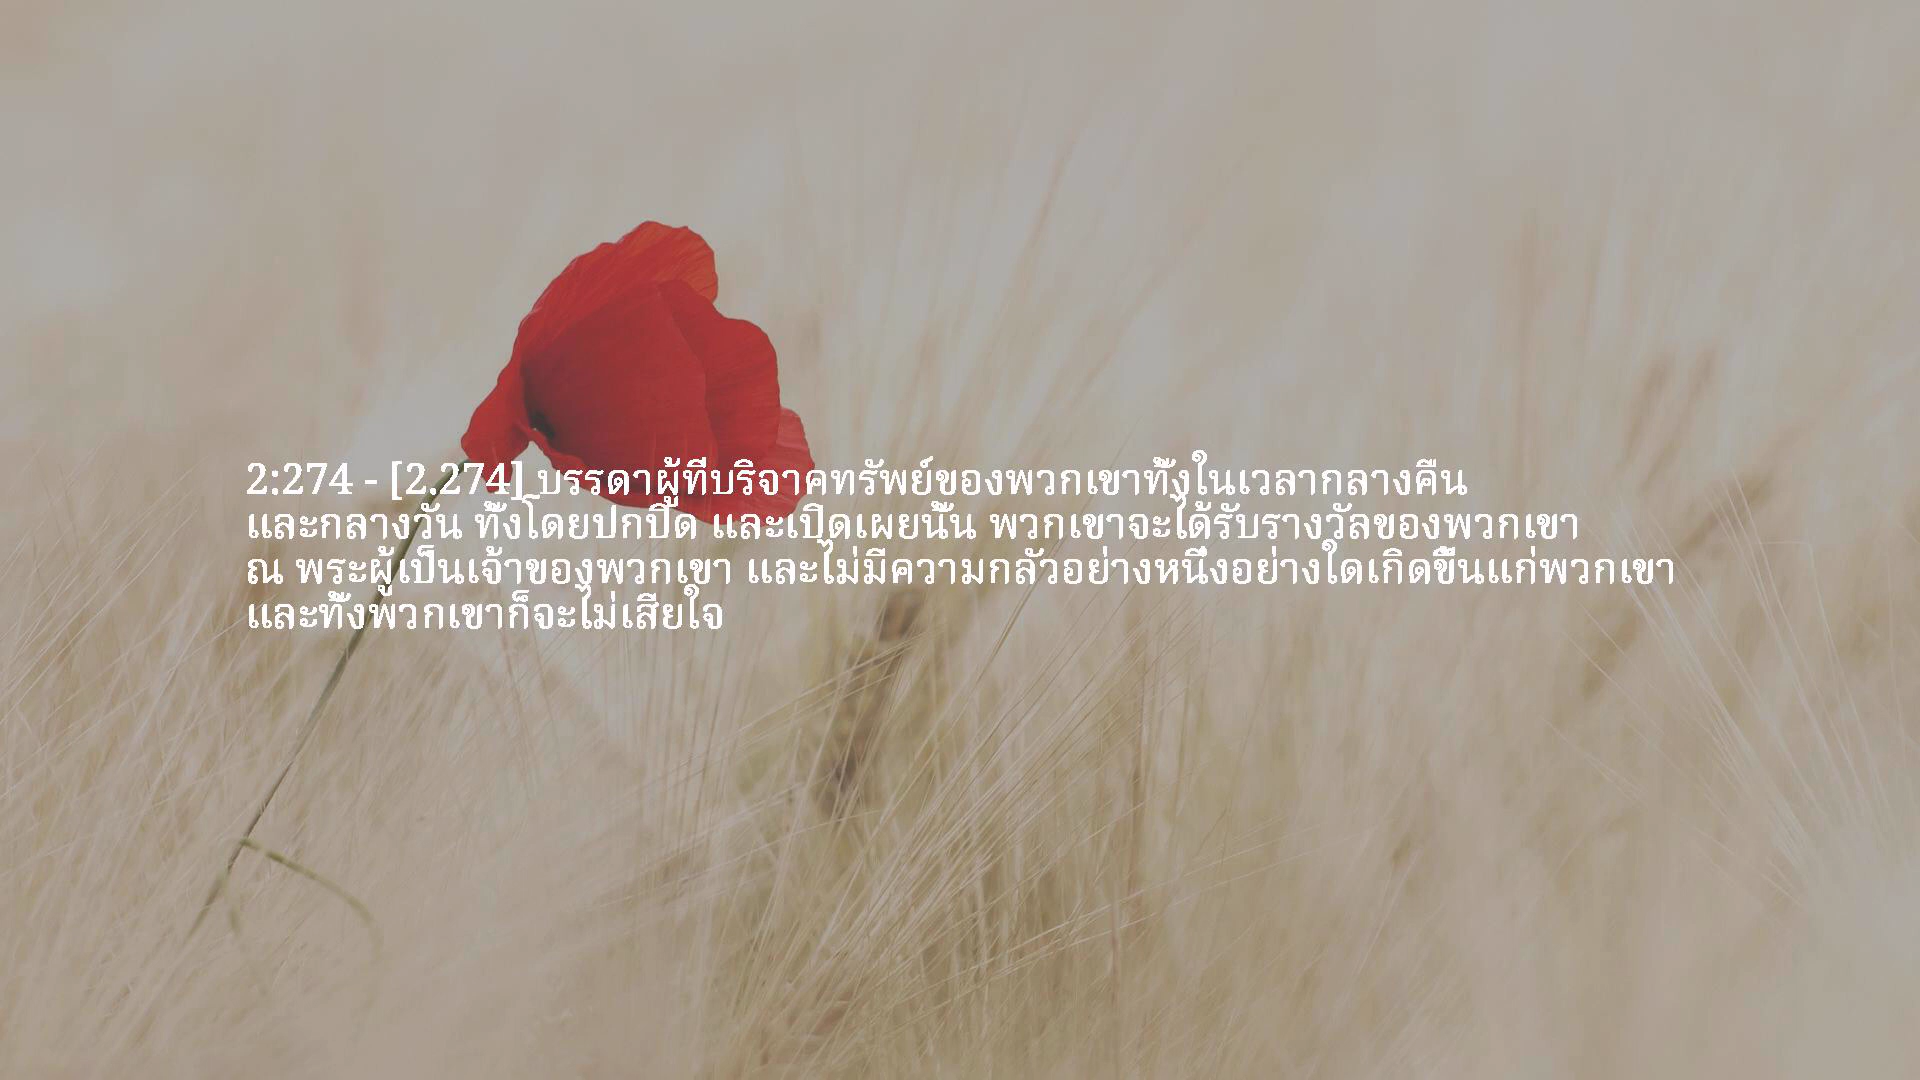 2:274 - [2.274] บรรดาผู้ที่บริจาคทรัพย์ของพวกเขาทั้งในเวลากลางคืน
และกลางวัน ทั้งโดยปกปิด และเปิดเผยนั้น พวกเขาจะได้รับรางวัลของพวกเขา
ณ พระผู้เป็นเจ้าของพวกเขา และไม่มีความกลัวอย่างหนึ่งอย่างใดเกิดขึ้นแก่พวกเขา
และทั้งพวกเขาก็จะไม่เสียใจ